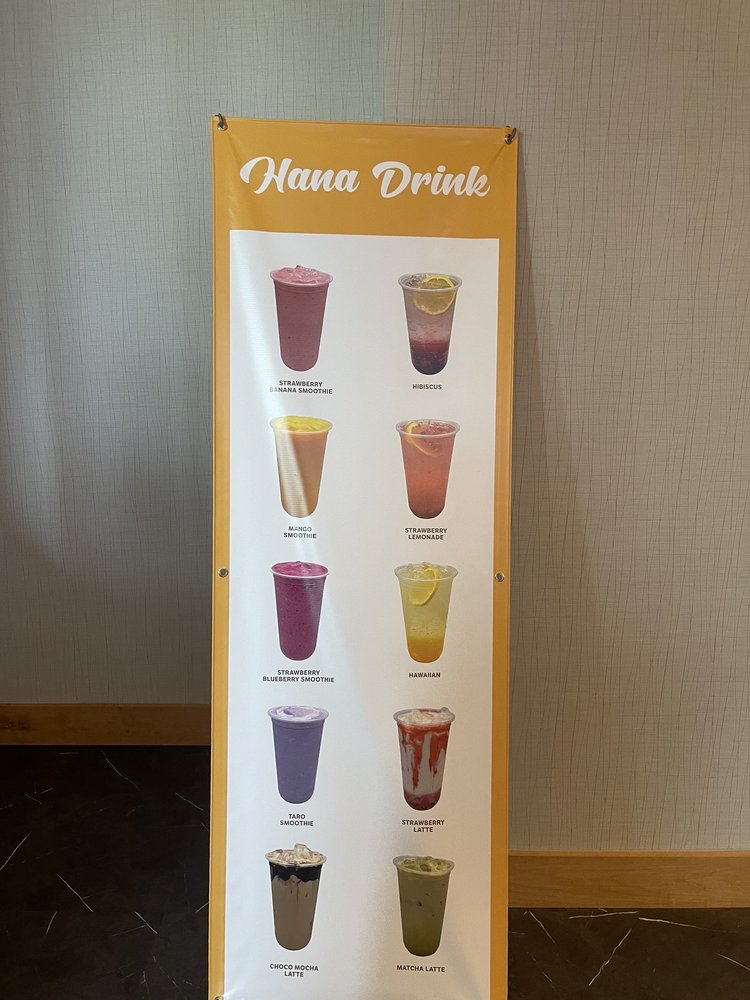 Hana Drink
STRAWBERRY
BANANA SMOOTHIE
HIBISCUS
MANGO
SMOOTHIE
STRAWBERRY
LEMONADE
STRAWBERRY
BLUEBERRY SMOOTHIE
HAWAIIAN
TARO
SMOOTHIE
STRAWBERRY
LATTE
CHOCO MOCHA
LATTE
MATCHA LATTE